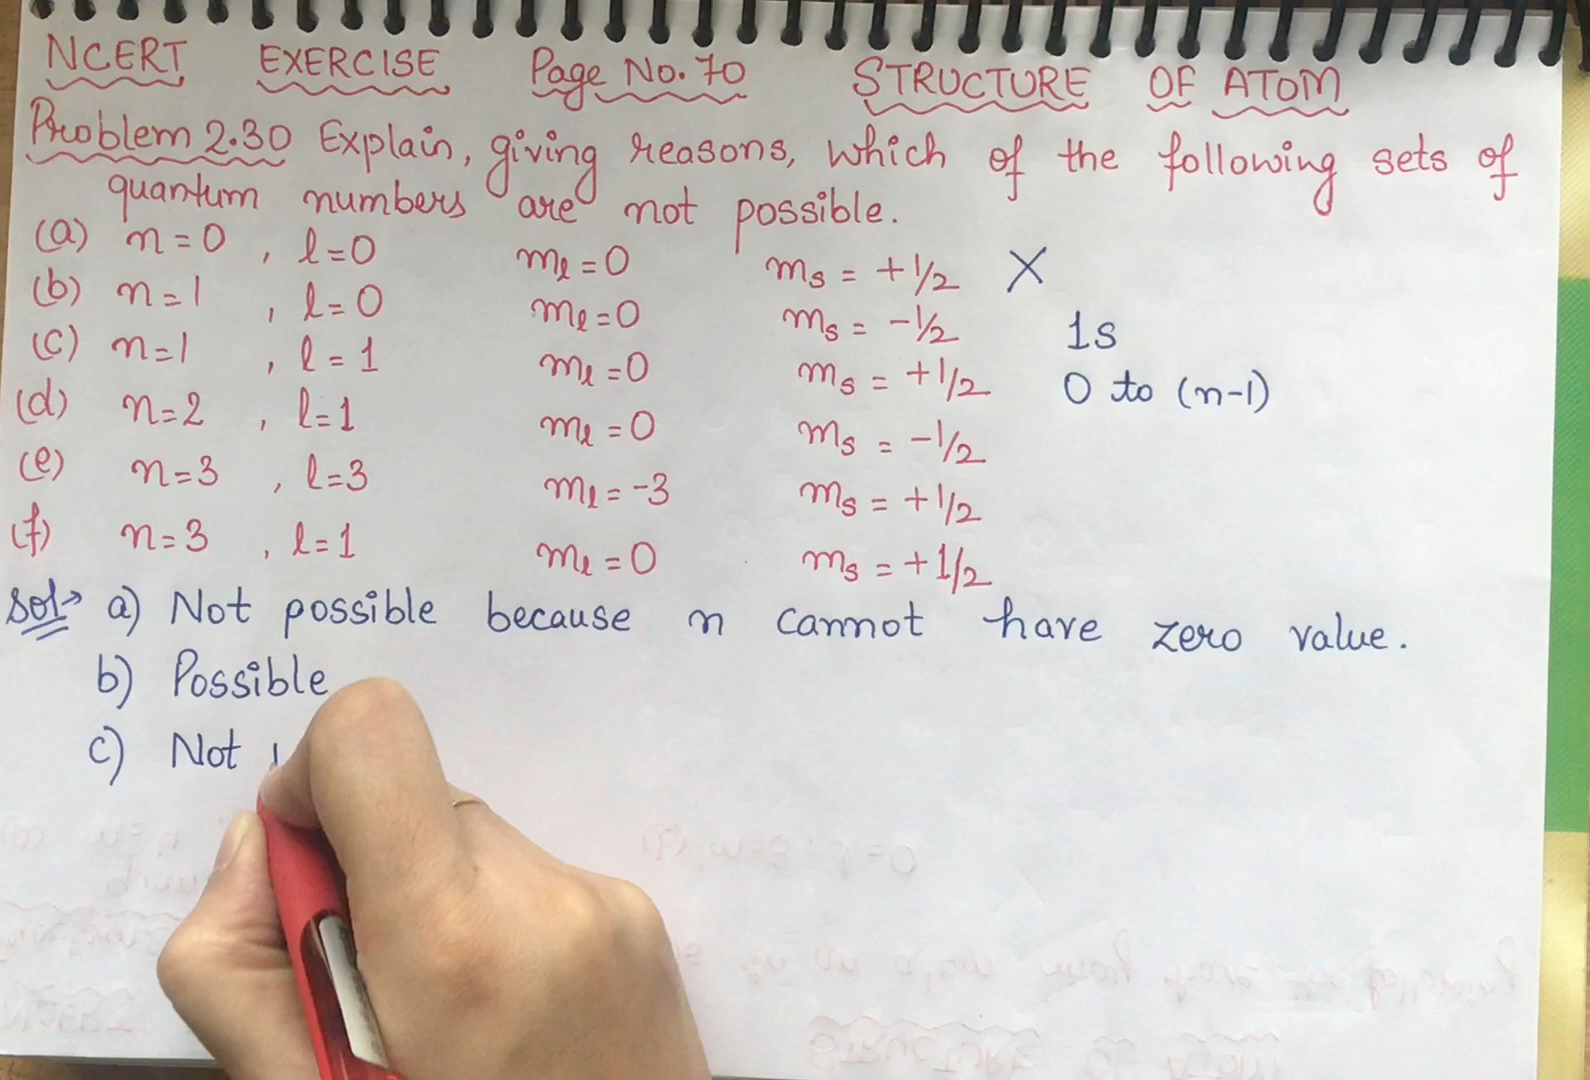 NCERT EXERCISE Page No. 70 STRUCTURE OF ATOM
Problem 2.30 Explain, giving reasons, which of the following sets of
quantum numbers are not possible.
(a) n=0 , l=0 mₗ=0 mₛ = +1/2 X
(b) n=1 , l=0 mₗ=0 mₛ = -1/2 1s
(c) n=1 , l=1 mₗ=0 mₛ = +1/2 0 to (n-1)
(d) n=2 , l=1 mₗ=0 mₛ = -1/2
(e) n=3 , l=3 mₗ=-3 mₛ = +1/2
(f) n=3 , l=1 mₗ=0 mₛ = +1/2
Sol→ a) Not possible because n cannot have zero value.
b) Possible
c) Not